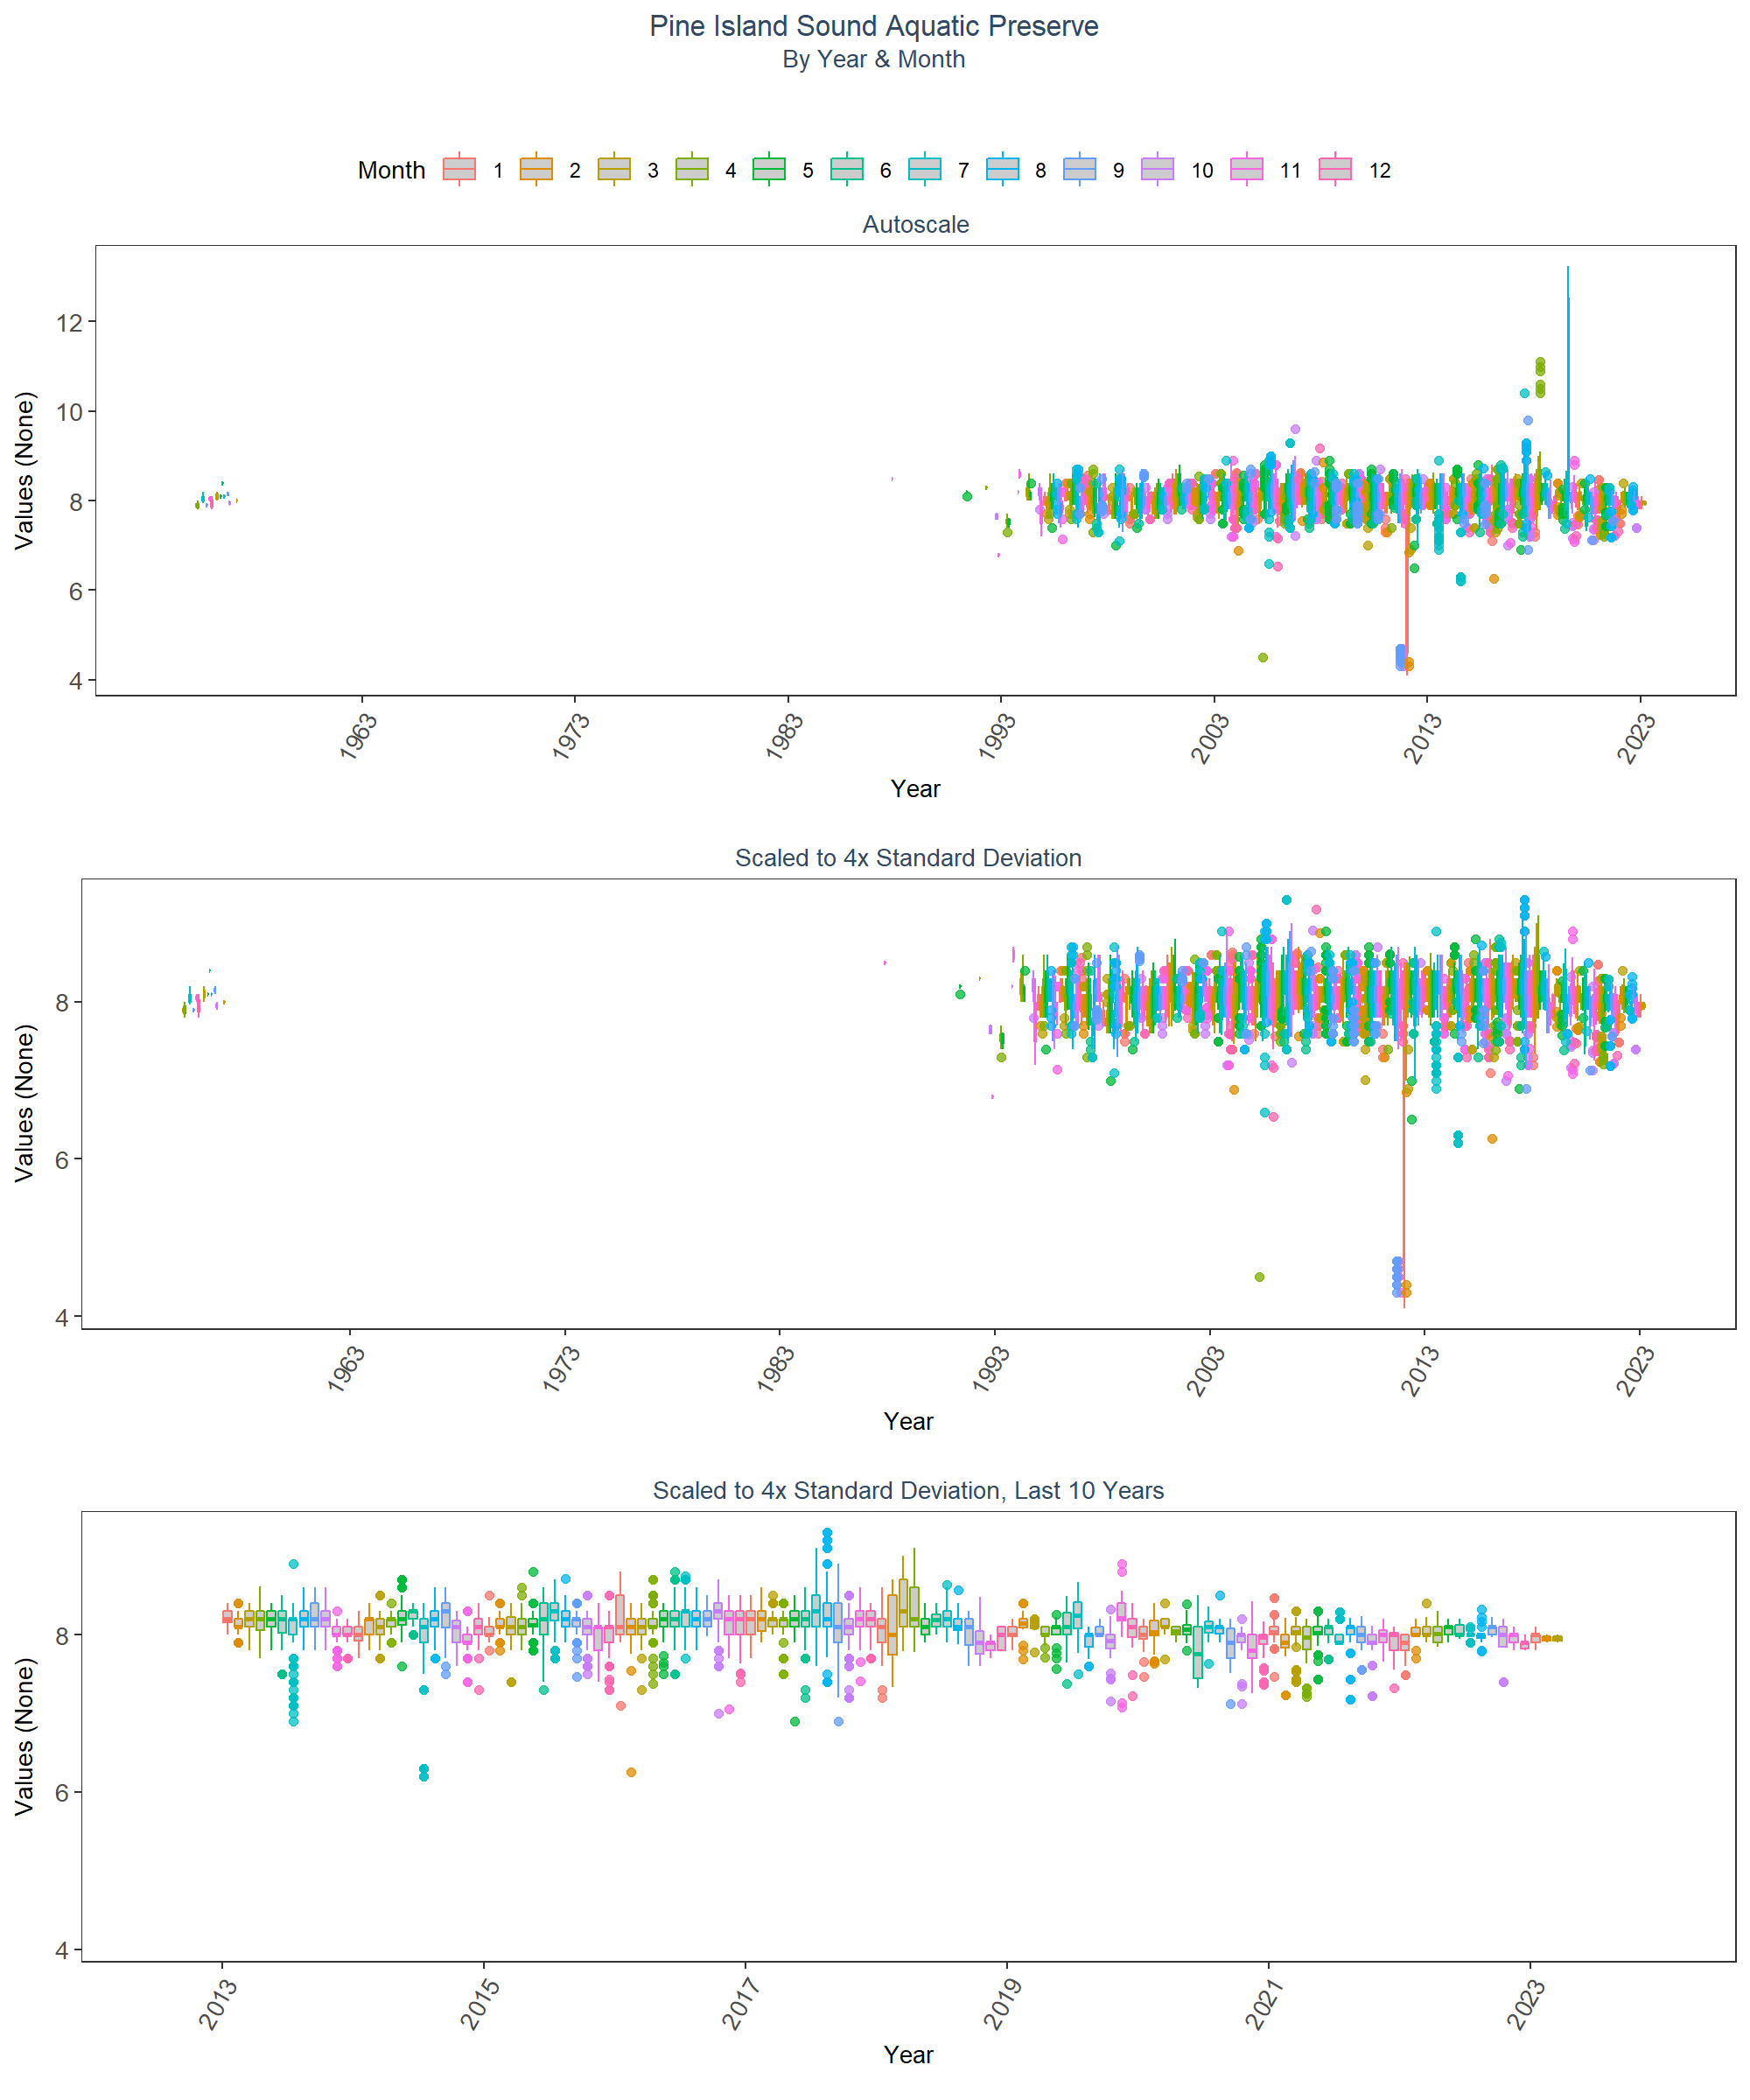 Pine Island Sound Aquatic Preserve
By Year & Month
Month 1 2 3 4 5 6 7 8 9 10 11 12
Autoscale
Values (None)
12
10
8
6
4
1963 1973 1983 1993 2003 2013 2023
Year
Scaled to 4x Standard Deviation
Values (None)
8
6
4
1963 1973 1983 1993 2003 2013 2023
Year
Scaled to 4x Standard Deviation, Last 10 Years
Values (None)
8
6
4
2013 2015 2017 2019 2021 2023
Year